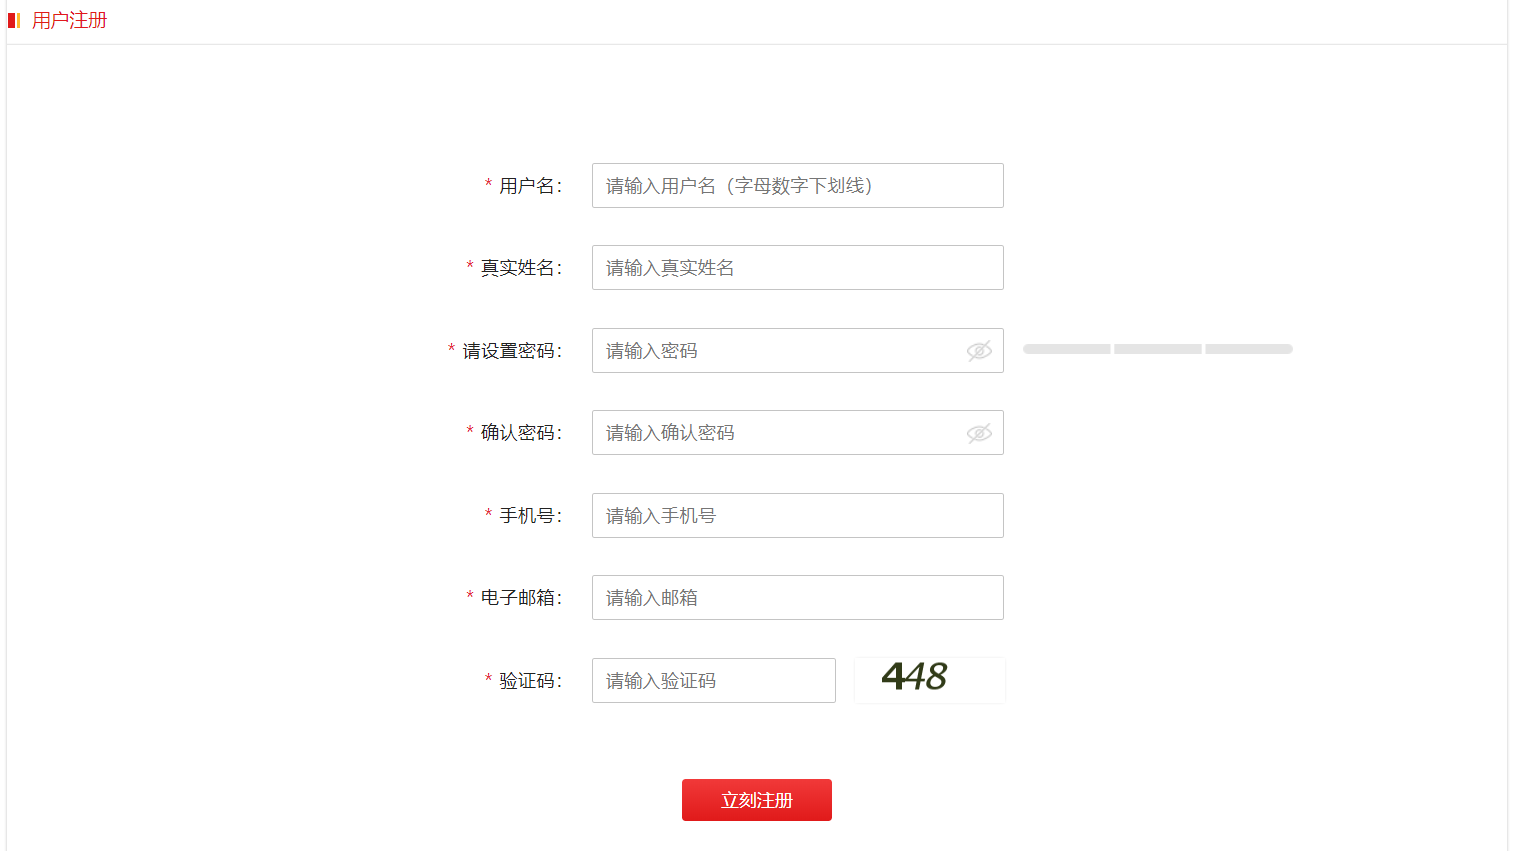 用户注册
* 用户名： 请输入用户名（字母数字下划线）
* 真实姓名： 请输入真实姓名
* 请设置密码： 请输入密码
* 确认密码： 请输入确认密码
* 手机号： 请输入手机号
* 电子邮箱： 请输入邮箱
* 验证码： 请输入验证码 448
立刻注册